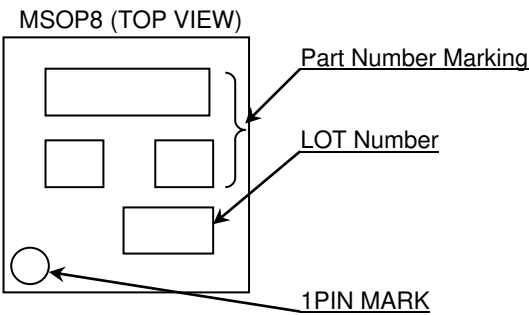 MSOP8 (TOP VIEW)
Part Number Marking
LOT Number
1PIN MARK